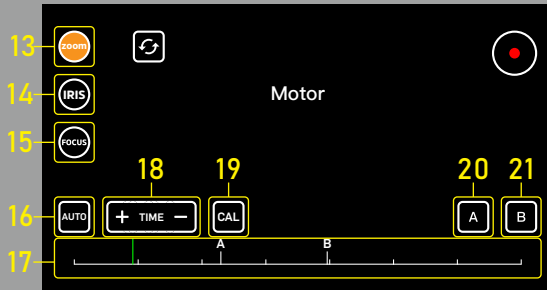 13 zoom
14 IRIS Motor
15 FOCUS
18 19 20 21
16 AUTO + TIME − CAL A B
17 A B